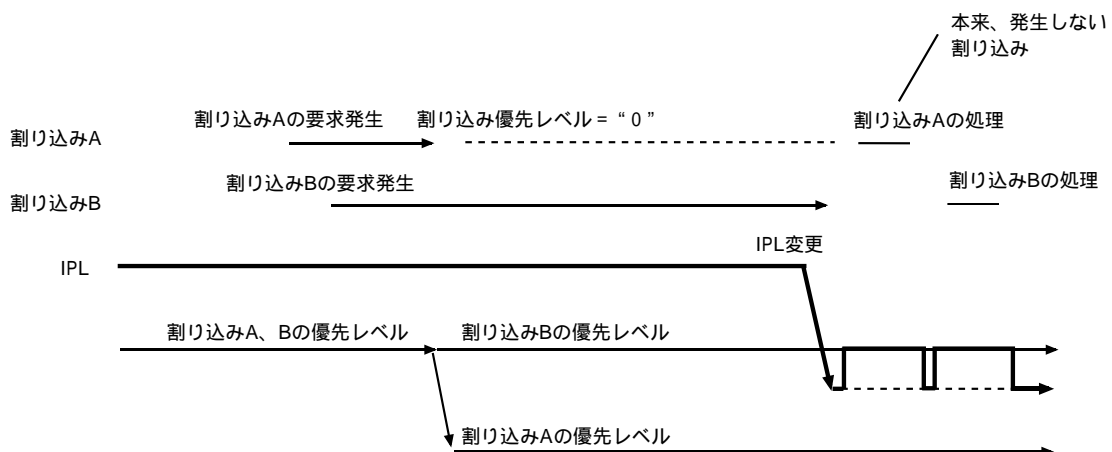 本来、発生しない
割り込み
割り込みA
割り込みAの要求発生
割り込み優先レベル = “ 0 ”
割り込みAの処理
割り込みB
割り込みBの要求発生
割り込みBの処理
IPL
IPL変更
割り込みA、Bの優先レベル
割り込みBの優先レベル
割り込みAの優先レベル